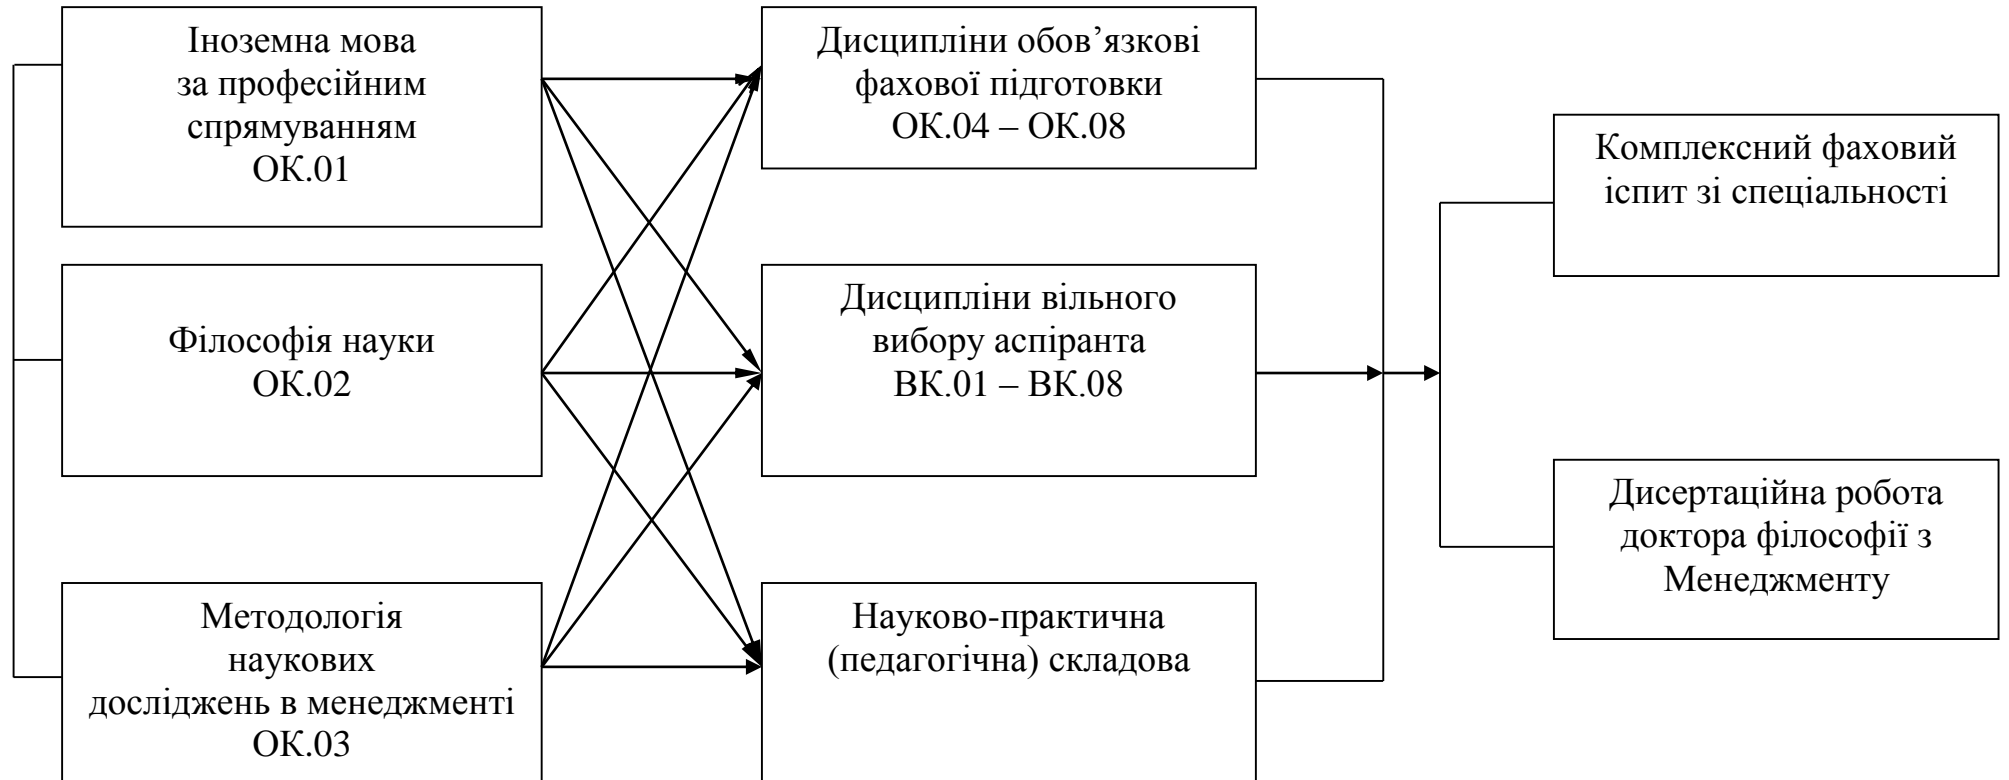 Іноземна мова
за професійним
спрямуванням
ОК.01
Філософія науки
ОК.02
Методологія
наукових
досліджень в менеджменті
ОК.03
Дисципліни обов’язкові
фахової підготовки
ОК.04 – ОК.08
Дисципліни вільного
вибору аспіранта
ВК.01 – ВК.08
Науково-практична
(педагогічна) складова
Комплексний фаховий
іспит зі спеціальності
Дисертаційна робота
доктора філософії з
Менеджменту